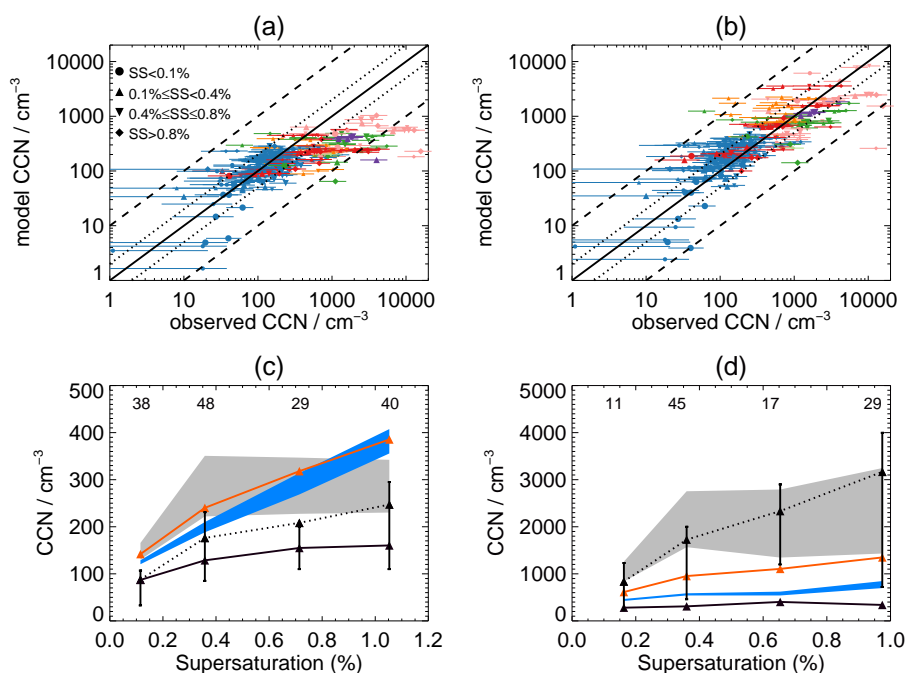 (a)
(b)
10000
1000
100
10
1
model CCN / cm⁻³
SS<0.1%
0.1%≤SS<0.4%
0.4%≤SS≤0.8%
SS>0.8%
1 10 100 1000 10000
observed CCN / cm⁻³
10000
1000
100
10
1
model CCN / cm⁻³
1 10 100 1000 10000
observed CCN / cm⁻³
(c)
(d)
500
400
300
200
100
0
CCN / cm⁻³
38 48 29 40
0.0 0.2 0.4 0.6 0.8 1.0 1.2
Supersaturation (%)
5000
4000
3000
2000
1000
0
CCN / cm⁻³
11 45 17 29
0.0 0.2 0.4 0.6 0.8 1.0
Supersaturation (%)